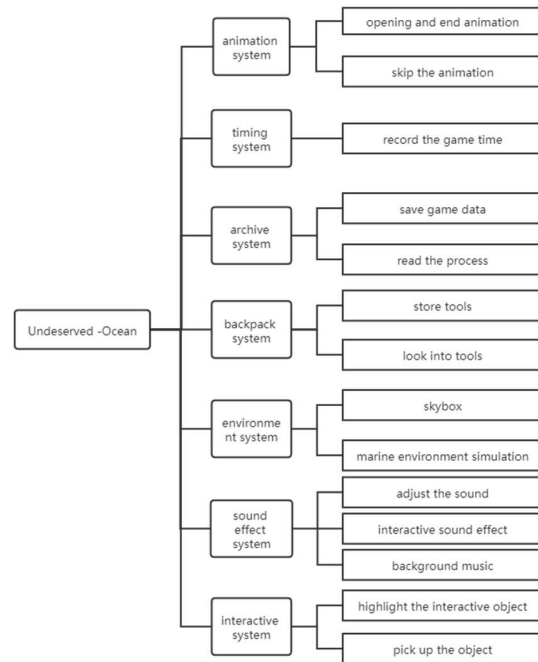 opening and end animation
animation
system
skip the animation
timing
system
record the game time
save game data
archive
system
read the process
store tools
Undeserved -Ocean
backpack
system
look into tools
skybox
environme
nt system
marine environment simulation
adjust the sound
sound
effect
system
interactive sound effect
background music
highlight the interactive object
interactive
system
pick up the object